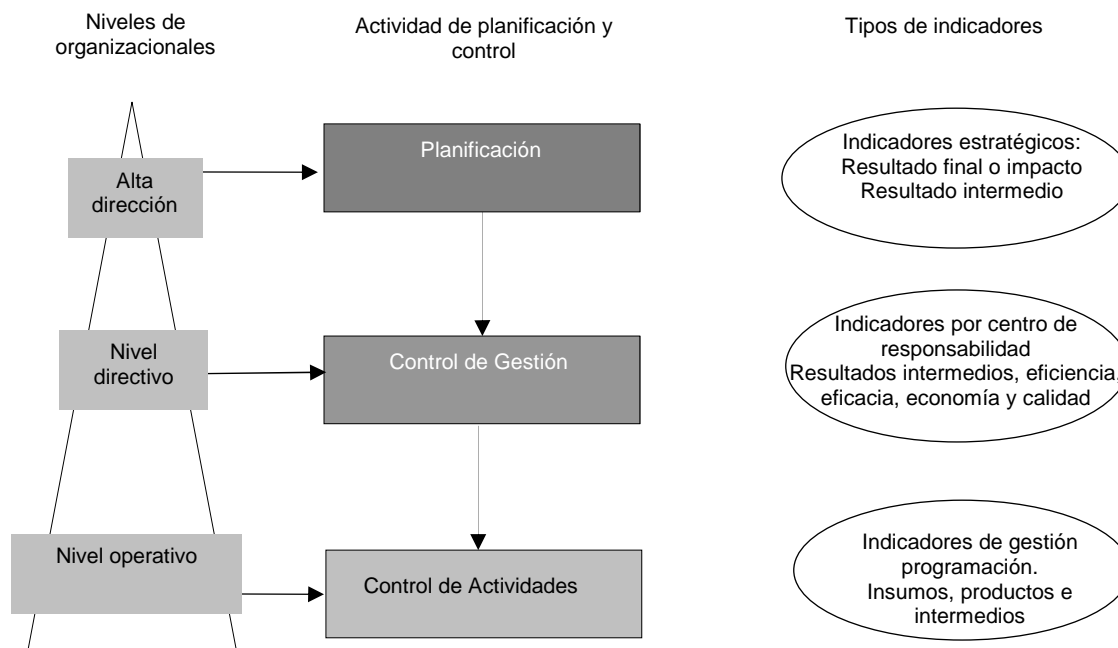 Niveles de
organizacionales
Actividad de planificación y
control
Tipos de indicadores
Alta
dirección
Planificación
Indicadores estratégicos:
Resultado final o impacto
Resultado intermedio
Nivel
directivo
Control de Gestión
Indicadores por centro de
responsabilidad
Resultados intermedios, eficiencia,
eficacia, economía y calidad
Nivel operativo
Control de Actividades
Indicadores de gestión
programación.
Insumos, productos e
intermedios